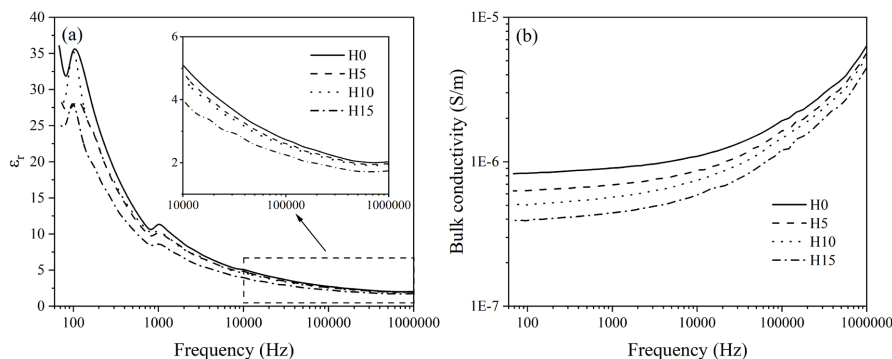 (a)
ε_r
40
35
30
25
20
15
10
5
0
100
1000
10000
100000
1000000
Frequency (Hz)
6
4
2
10000
100000
1000000
H0
H5
H10
H15
(b)
Bulk conductivity (S/m)
1E-5
1E-6
1E-7
100
1000
10000
100000
1000000
Frequency (Hz)
H0
H5
H10
H15